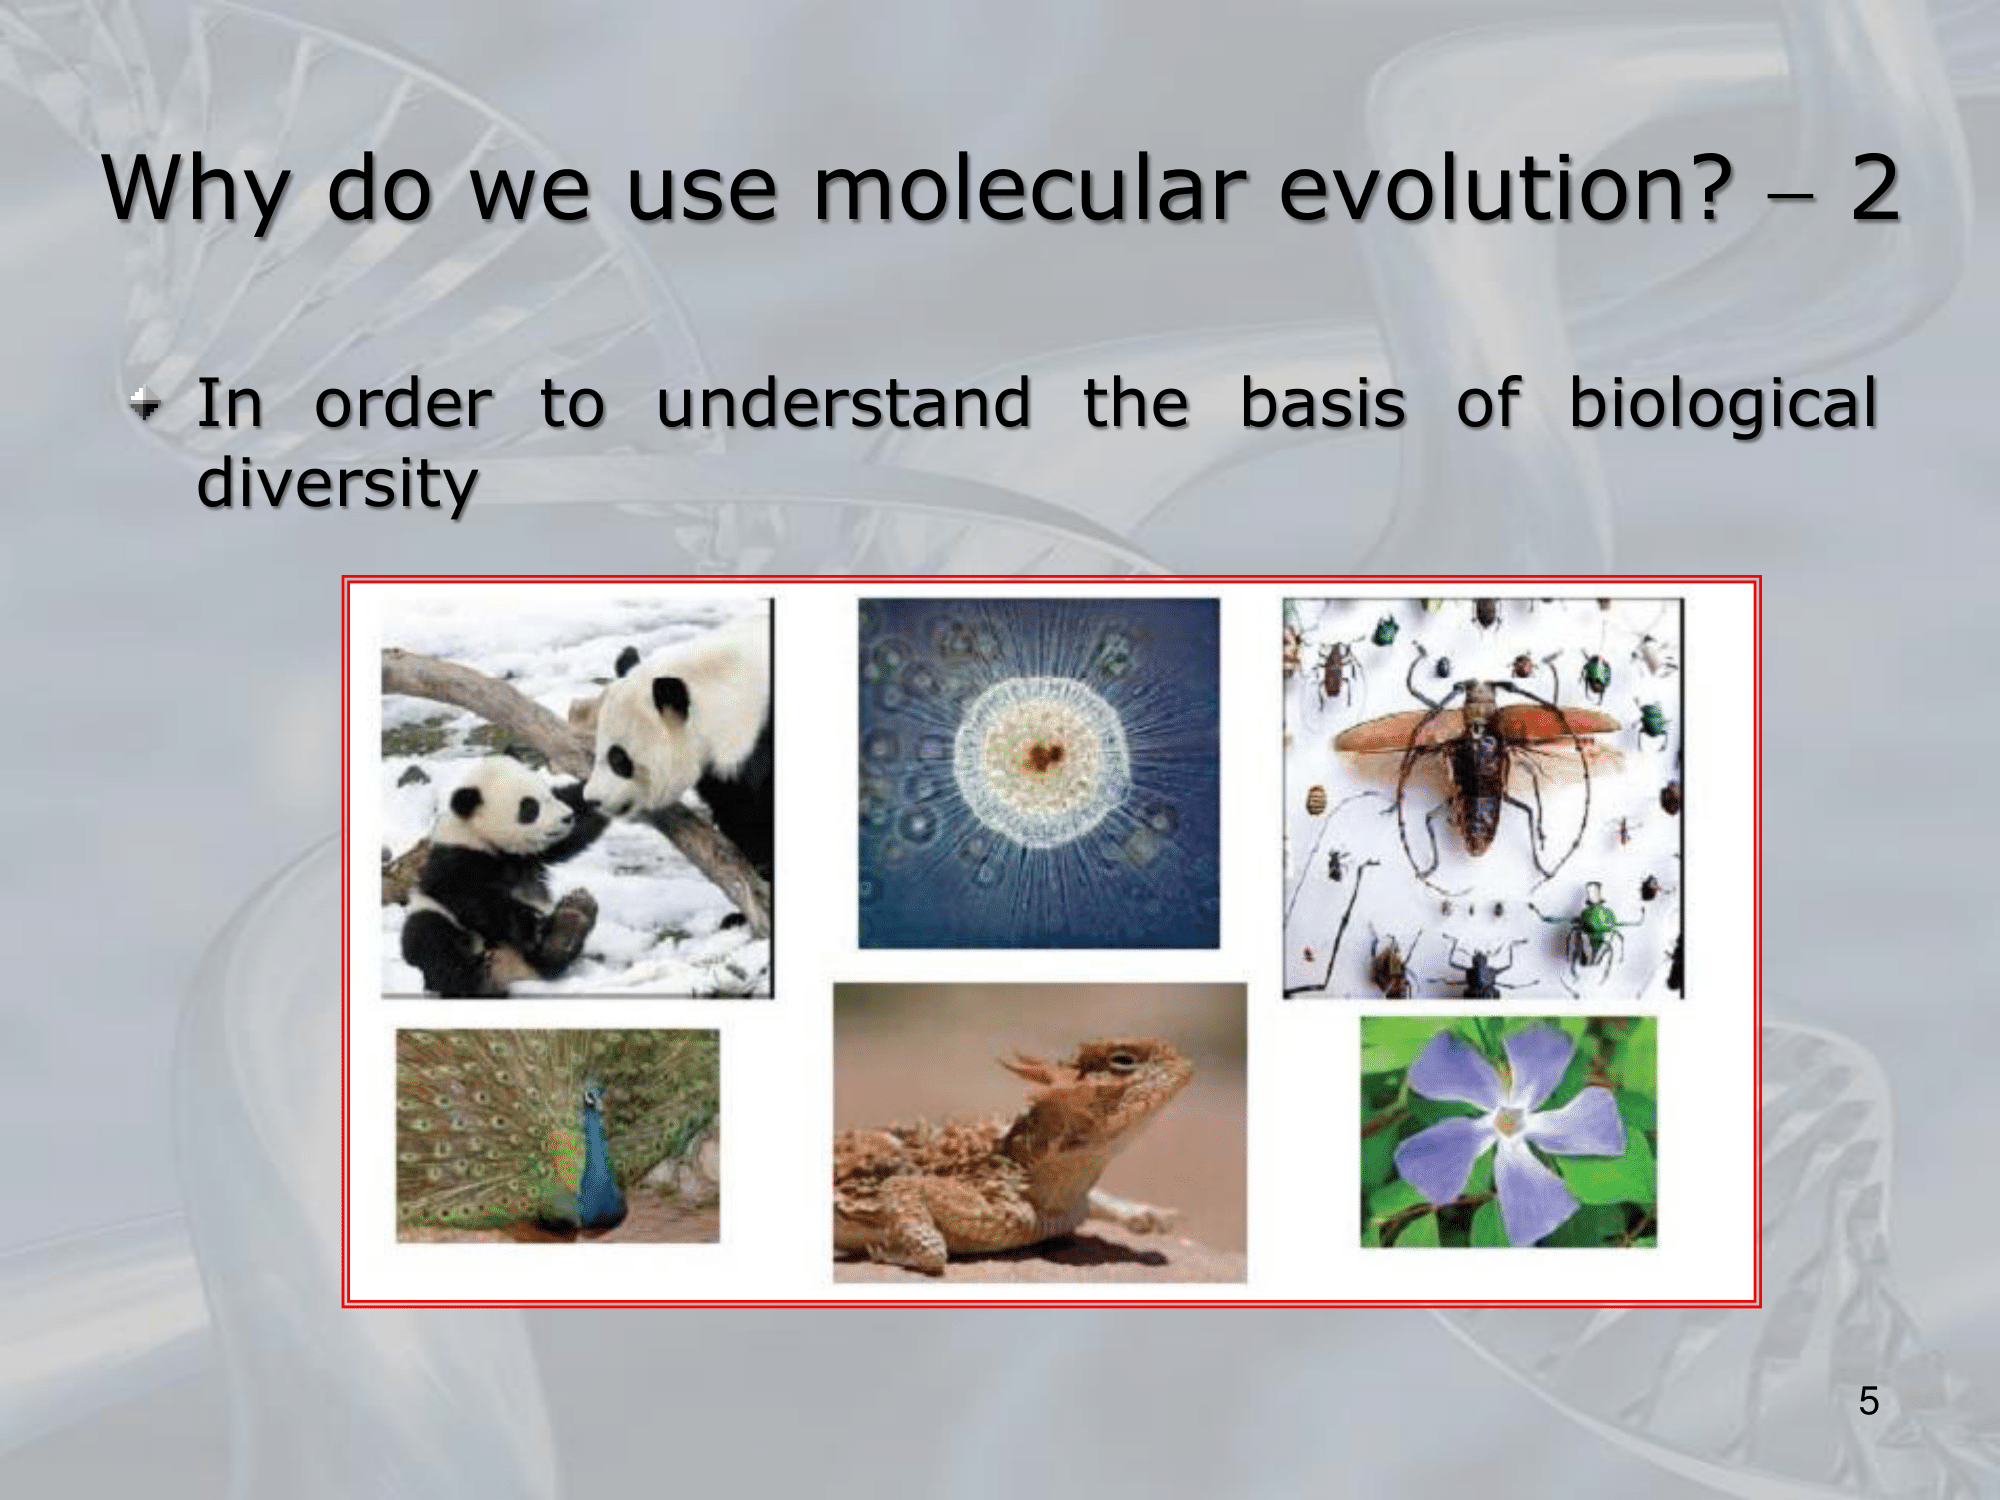 Why do we use molecular evolution? – 2
In order to understand the basis of biological
diversity
5